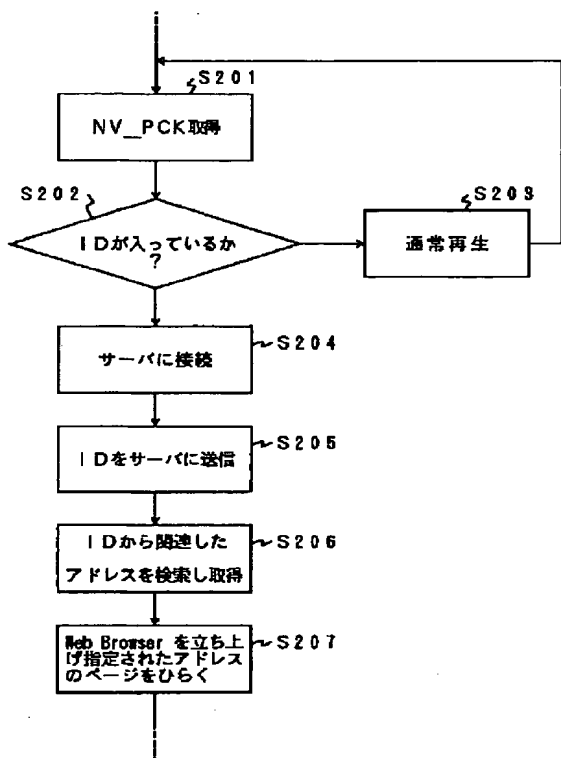 S201
NV_PCK取得
S202
IDが入っているか
?
S203
通常再生
サーバに接続
S204
IDをサーバに送信
S205
IDから関連した
アドレスを検索し取得
S206
Web Browser を立ち上
げ指定されたアドレス
のページをひらく
S207